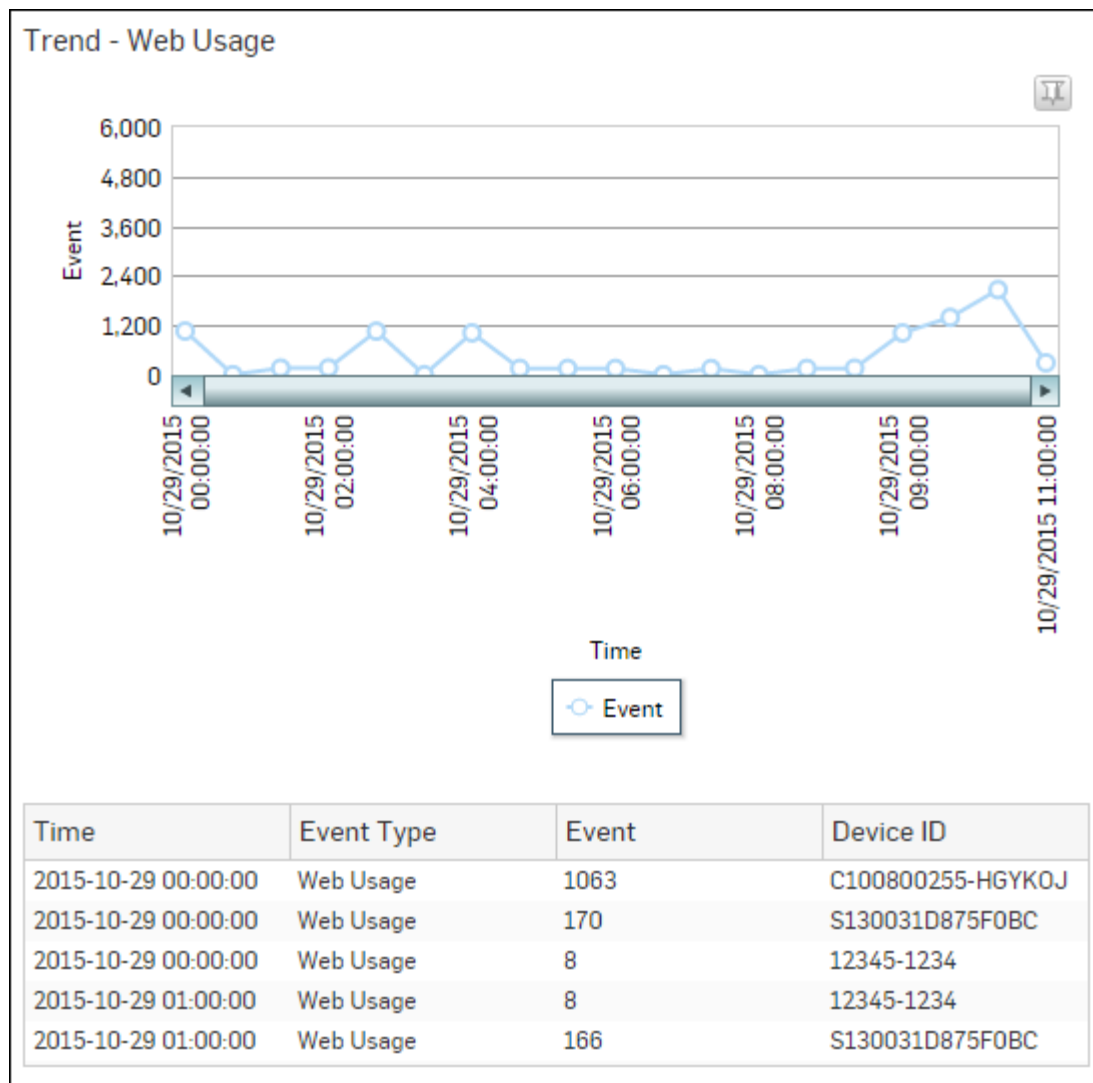 Trend - Web Usage
6,000
4,800
3,600
2,400
1,200
0
Event
10/29/2015 00:00:00
10/29/2015 02:00:00
10/29/2015 04:00:00
10/29/2015 06:00:00
10/29/2015 08:00:00
10/29/2015 09:00:00
10/29/2015 11:00:00
Time
Event
Time Event Type Event Device ID
2015-10-29 00:00:00 Web Usage 1063 C100800255-HGYKOJ
2015-10-29 00:00:00 Web Usage 170 S130031D875F0BC
2015-10-29 00:00:00 Web Usage 8 12345-1234
2015-10-29 01:00:00 Web Usage 8 12345-1234
2015-10-29 01:00:00 Web Usage 166 S130031D875F0BC